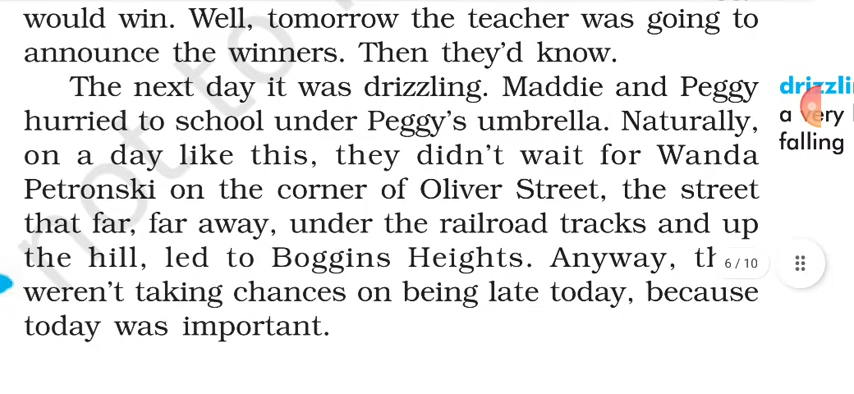 would win. Well, tomorrow the teacher was going to
announce the winners. Then they'd know.
The next day it was drizzling. Maddie and Peggy
hurried to school under Peggy's umbrella. Naturally,
on a day like this, they didn't wait for Wanda
Petronski on the corner of Oliver Street, the street
that far, far away, under the railroad tracks and up
the hill, led to Boggins Heights. Anyway, th
weren't taking chances on being late today, because
today was important.
drizzli
a very
falling
6 / 10
not to